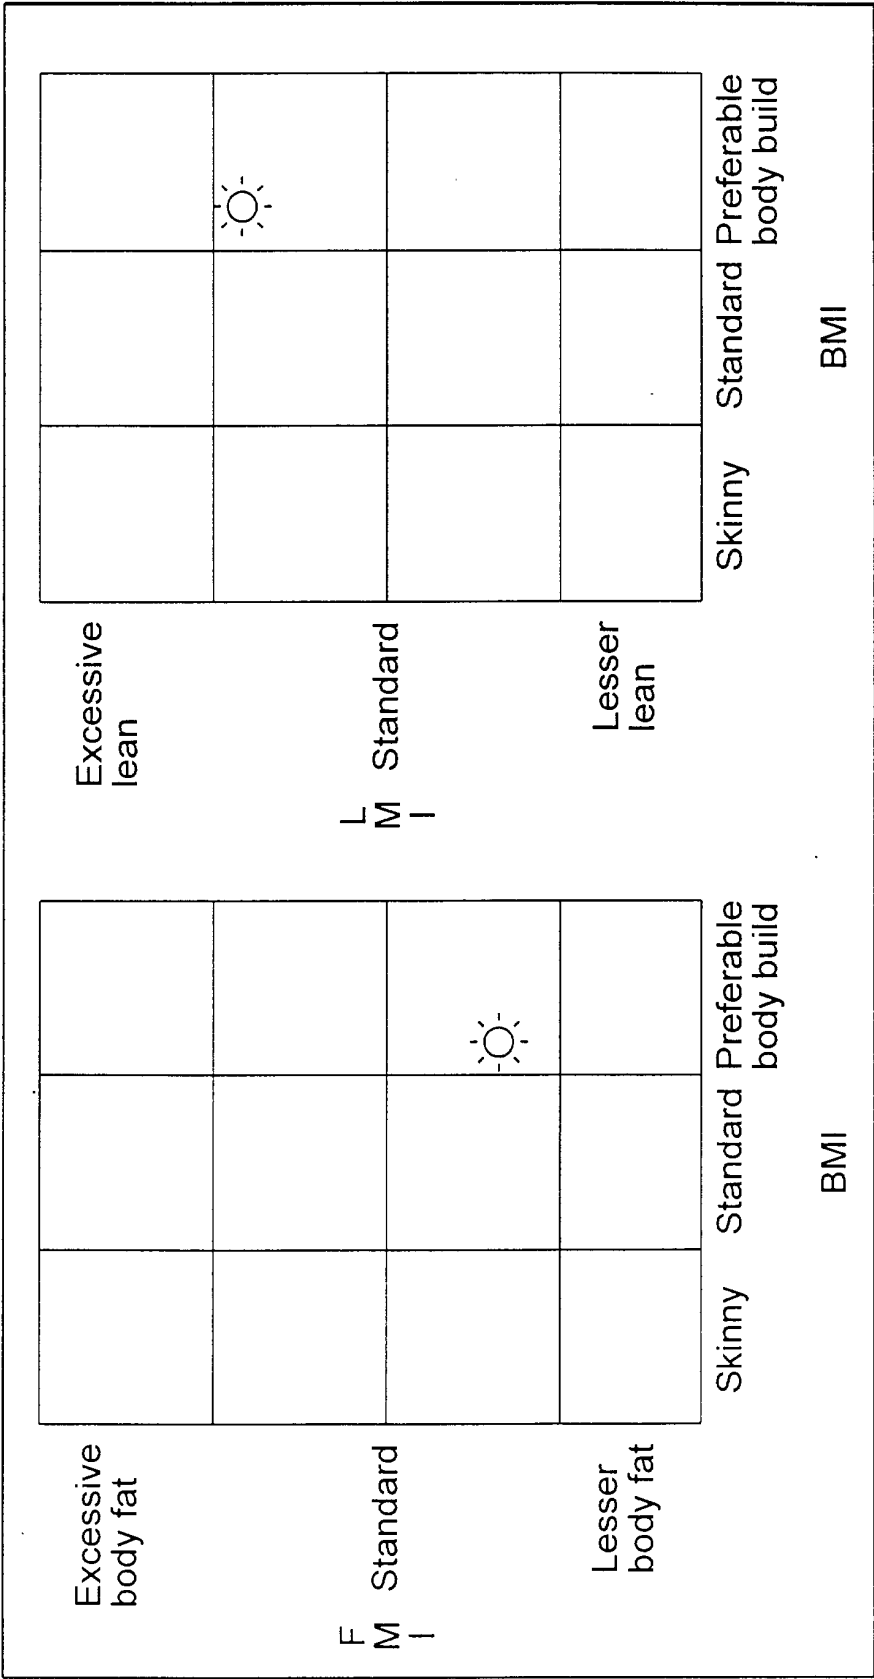 Excessive
body fat
F
M
I
Standard
Lesser
body fat
Skinny
Standard
Preferable
body build
BMI
Excessive
lean
L
M
I
Standard
Lesser
lean
Skinny
Standard
Preferable
body build
BMI